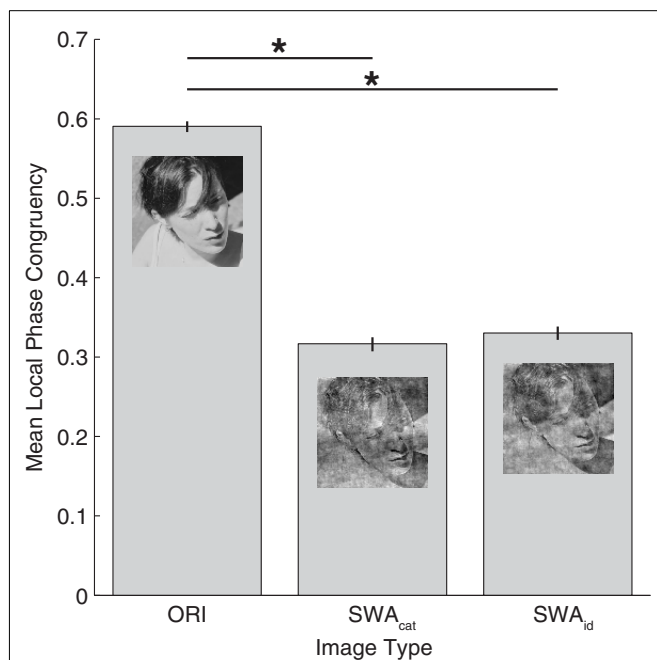 0.7
0.6
0.5
0.4
0.3
0.2
0.1
0
Mean Local Phase Congruency
*
*
ORI
SWAcat
SWAid
Image Type